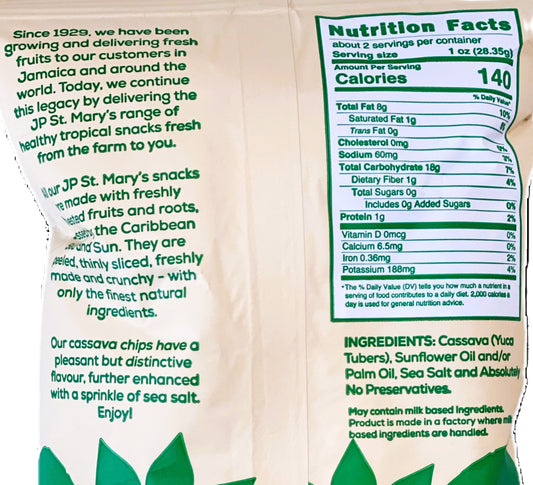 Since 1929, we have been
growing and delivering fresh
fruits to our customers in
Jamaica and around the
world. Today, we continue
this legacy by delivering the
JP St. Mary's range of
healthy tropical snacks fresh
from the farm to you.
our JP St. Mary's snacks
made with freshly
fruits and roots,
the Caribbean
and Sun. They are
thinly sliced, freshly
made and crunchy - with
only the finest natural
ingredients.
Our cassava chips have a
pleasant but distinctive
flavour, further enhanced
with a sprinkle of sea salt.
Enjoy!
Nutrition Facts
about 2 servings per container
Serving size 1 oz (28.35g)
Amount Per Serving
Calories 140
% Daily Value*
Total Fat 8g 10%
Saturated Fat 1g
Trans Fat 0g
Cholesterol 0mg
Sodium 60mg
Total Carbohydrate 18g 7%
Dietary Fiber 1g 4%
Total Sugars 0g
Includes 0g Added Sugars 0%
Protein 1g 2%
Vitamin D 0mcg 0%
Calcium 6.5mg 0%
Iron 0.36mg 2%
Potassium 188mg 4%
*The % Daily Value (DV) tells you how much a nutrient in a
serving of food contributes to a daily diet. 2,000 calories a
day is used for general nutrition advice.
INGREDIENTS: Cassava (Yuca
Tubers), Sunflower Oil and/or
Palm Oil, Sea Salt and Absolutely
No Preservatives.
May contain milk based ingredients.
Product is made in a factory where milk
based ingredients are handled.